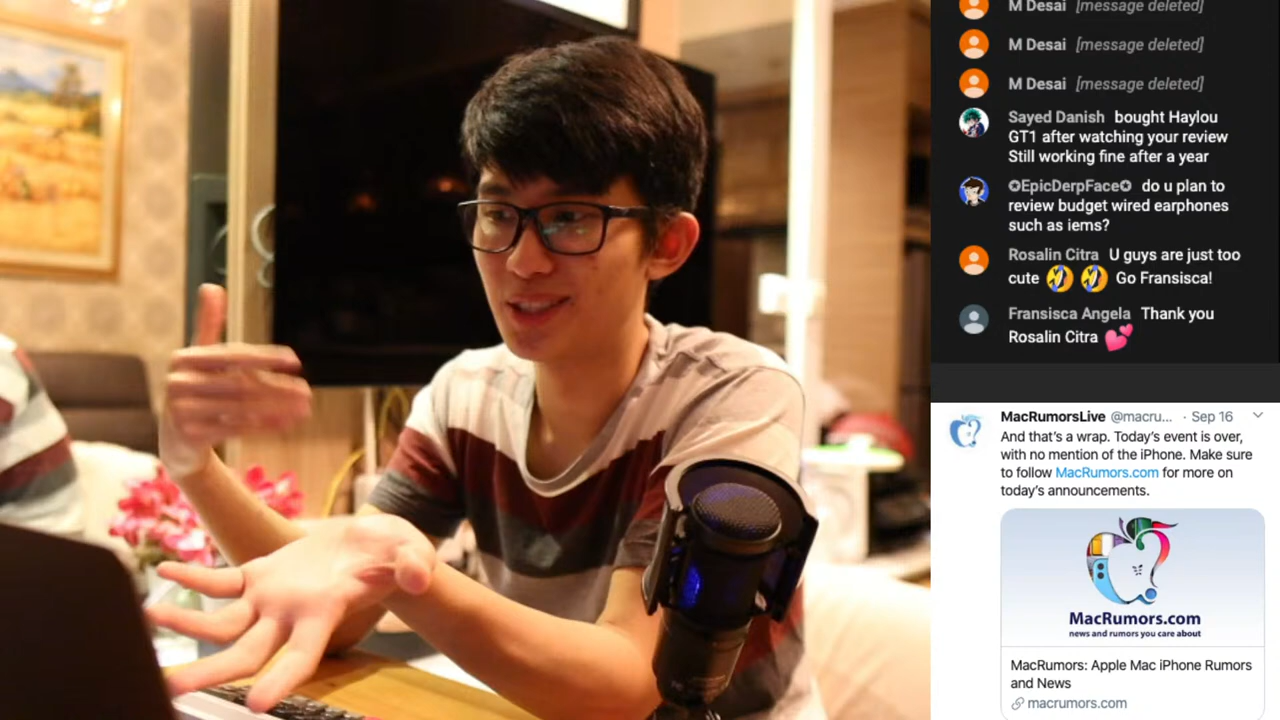 M Desai [message deleted]
M Desai [message deleted]
M Desai [message deleted]
Sayed Danish bought Haylou
GT1 after watching your review
Still working fine after a year
✪EpicDerpFace✪ do u plan to
review budget wired earphones
such as iems?
Rosalin Citra U guys are just too
cute 🤣 🤣 Go Fransisca!
Fransisca Angela Thank you
Rosalin Citra 💕
MacRumorsLive @macru... · Sep 16
And that's a wrap. Today's event is over,
with no mention of the iPhone. Make sure
to follow MacRumors.com for more on
today's announcements.
MacRumors.com
news and rumors you care about
MacRumors: Apple Mac iPhone Rumors
and News
macrumors.com